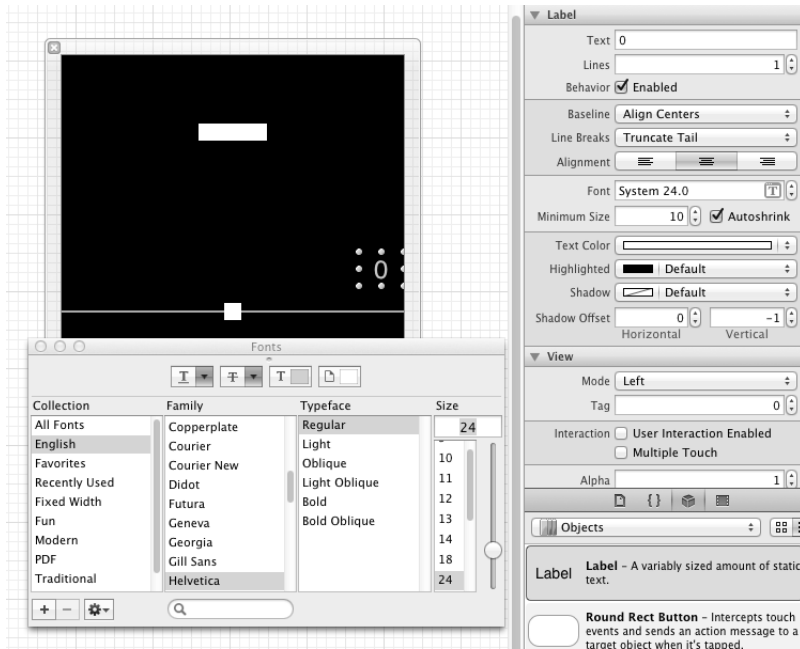 Label
Text 0
Lines 1
Behavior Enabled
Baseline Align Centers
Line Breaks Truncate Tail
Alignment
Font System 24.0 T
Minimum Size 10 Autoshrink
Text Color
Highlighted Default
Shadow Default
Shadow Offset 0 -1
Horizontal Vertical
View
Mode Left
Tag 0
Interaction User Interaction Enabled
Multiple Touch
Alpha 1
{ }
Objects
Label Label – A variably sized amount of static
text.
Round Rect Button – Intercepts touch
events and sends an action message to a
target object when it's tapped.
0
Fonts
T T T
Collection Family Typeface Size
24
All Fonts
English
Favorites
Recently Used
Fixed Width
Fun
Modern
PDF
Traditional
Copperplate
Courier
Courier New
Didot
Futura
Geneva
Georgia
Gill Sans
Helvetica
Regular
Light
Oblique
Light Oblique
Bold
Bold Oblique
10
11
12
13
14
18
24